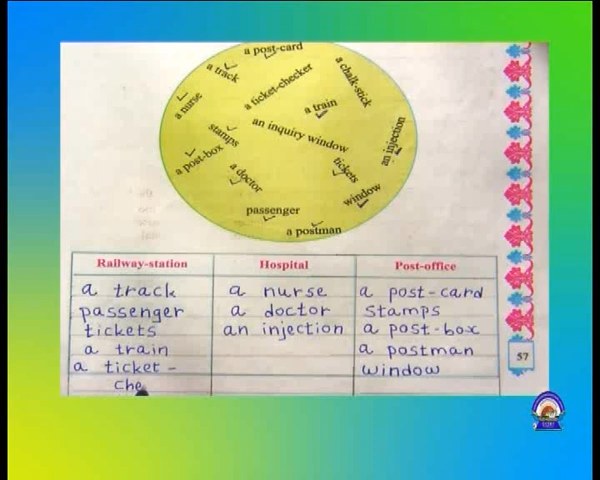 a post-card
a track
a chalk-stick
a nurse
a ticket-checker
a train
stamps
an inquiry window
an injection
a post-box
tickets
a doctor
window
passenger
a postman
Railway-station Hospital Post-office
a track a nurse a post-card
passenger a doctor stamps
tickets an injection a post-box
a train a postman
a ticket- window
che
57